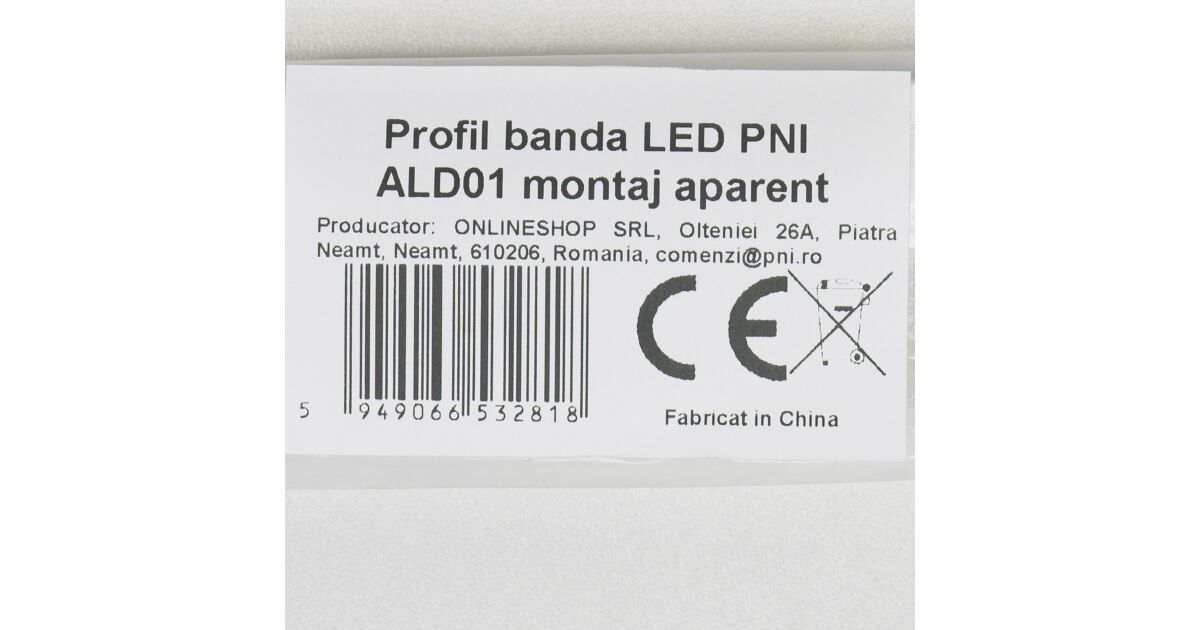 Profil banda LED PNI
ALD01 montaj aparent
Producator: ONLINESHOP SRL, Olteniei 26A, Piatra
Neamt, Neamt, 610206, Romania, comenzi@pni.ro
CE
5 949066 532818
Fabricat in China